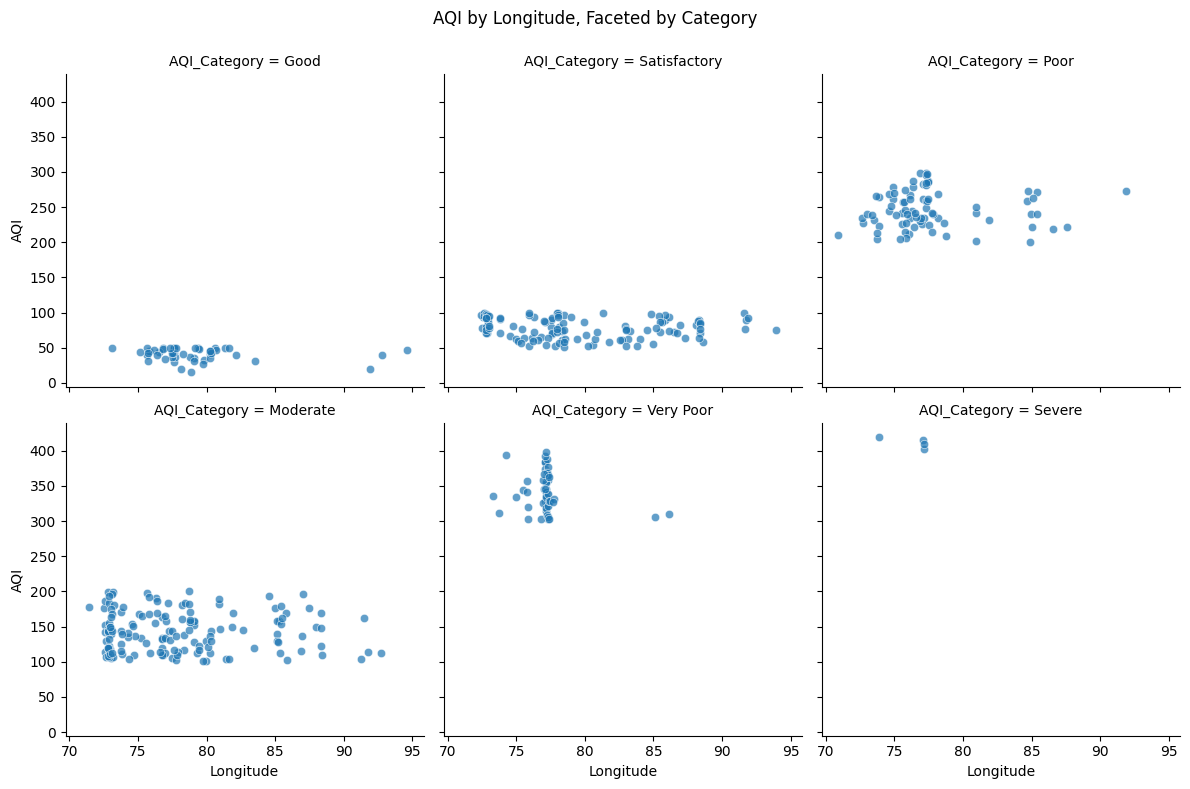 AQI by Longitude, Faceted by Category
AQI_Category = Good
AQI_Category = Satisfactory
AQI_Category = Poor
400
350
300
250
200
150
100
50
0
AQI
AQI_Category = Moderate
AQI_Category = Very Poor
AQI_Category = Severe
400
350
300
250
200
150
100
50
0
AQI
70 75 80 85 90 95
70 75 80 85 90 95
70 75 80 85 90 95
Longitude
Longitude
Longitude